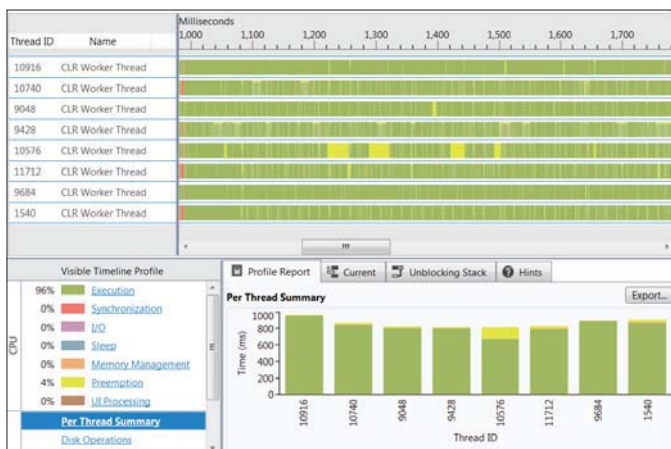 Milliseconds
Thread ID Name 1,000 1,100 1,200 1,300 1,400 1,500 1,600 1,700
10916 CLR Worker Thread
10740 CLR Worker Thread
9048 CLR Worker Thread
9428 CLR Worker Thread
10576 CLR Worker Thread
11712 CLR Worker Thread
9684 CLR Worker Thread
1540 CLR Worker Thread
Visible Timeline Profile
CPU
96% Execution
0% Synchronization
0% I/O
0% Sleep
0% Memory Management
4% Preemption
0% UI Processing
Per Thread Summary
Disk Operations
Profile Report Current Unblocking Stack Hints
Per Thread Summary Export...
Time (ms)
1000
800
600
400
200
0
10916 10740 9048 9428 10576 11712 9684 1540
Thread ID